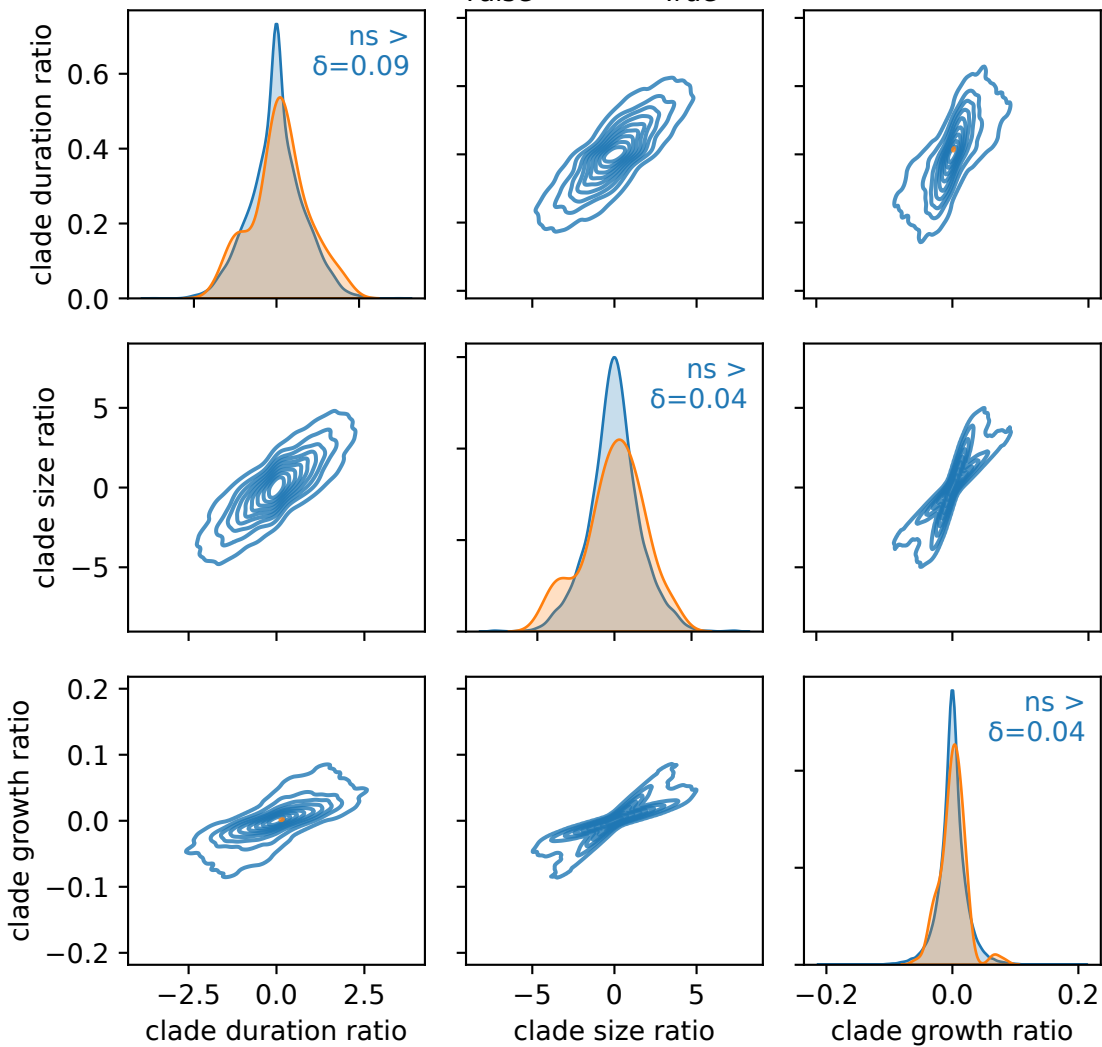 clade duration ratio
0.6
0.4
0.2
0.0
ns >
δ=0.09
clade size ratio
5
0
−5
ns >
δ=0.04
clade growth ratio
0.2
0.1
0.0
−0.1
−0.2
ns >
δ=0.04
−2.5 0.0 2.5
clade duration ratio
−5 0 5
clade size ratio
−0.2 0.0 0.2
clade growth ratio